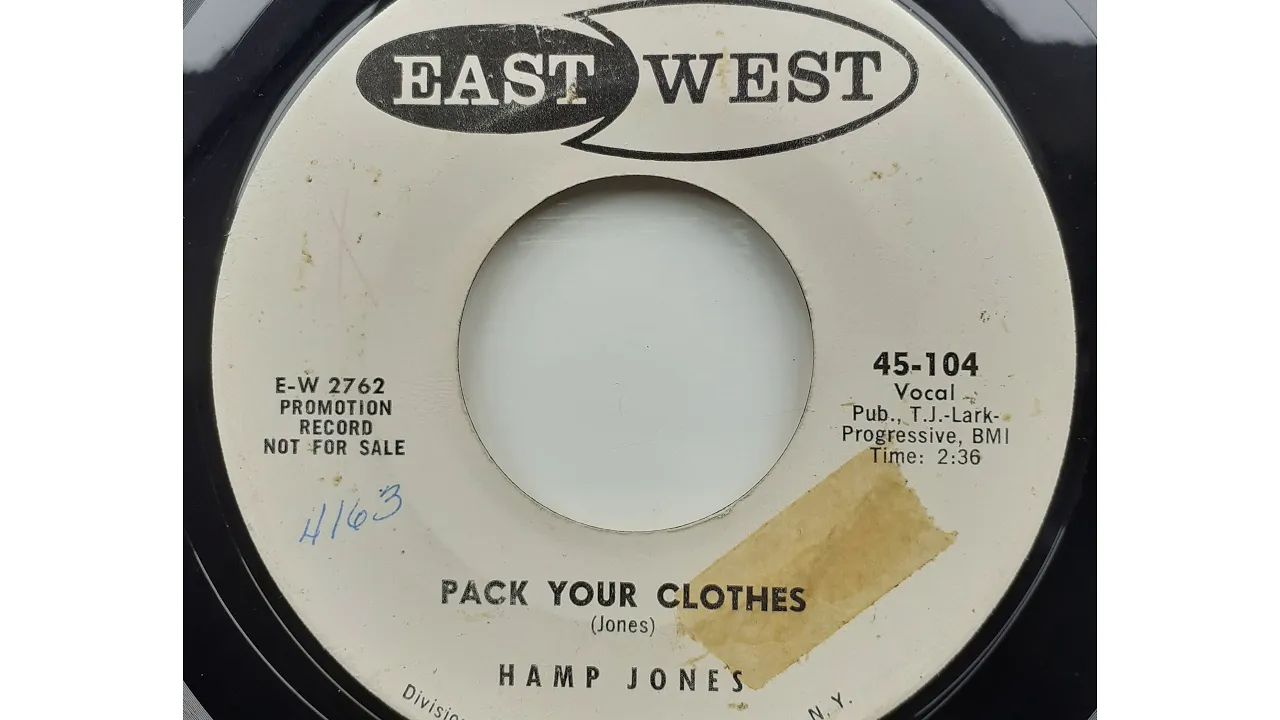 EAST WEST
E-W 2762
PROMOTION
RECORD
NOT FOR SALE
4163
45-104
Vocal
Pub., T.J.-Lark-
Progressive, BMI
Time: 2:36
PACK YOUR CLOTHES
(Jones)
HAMP JONES
N. Y.